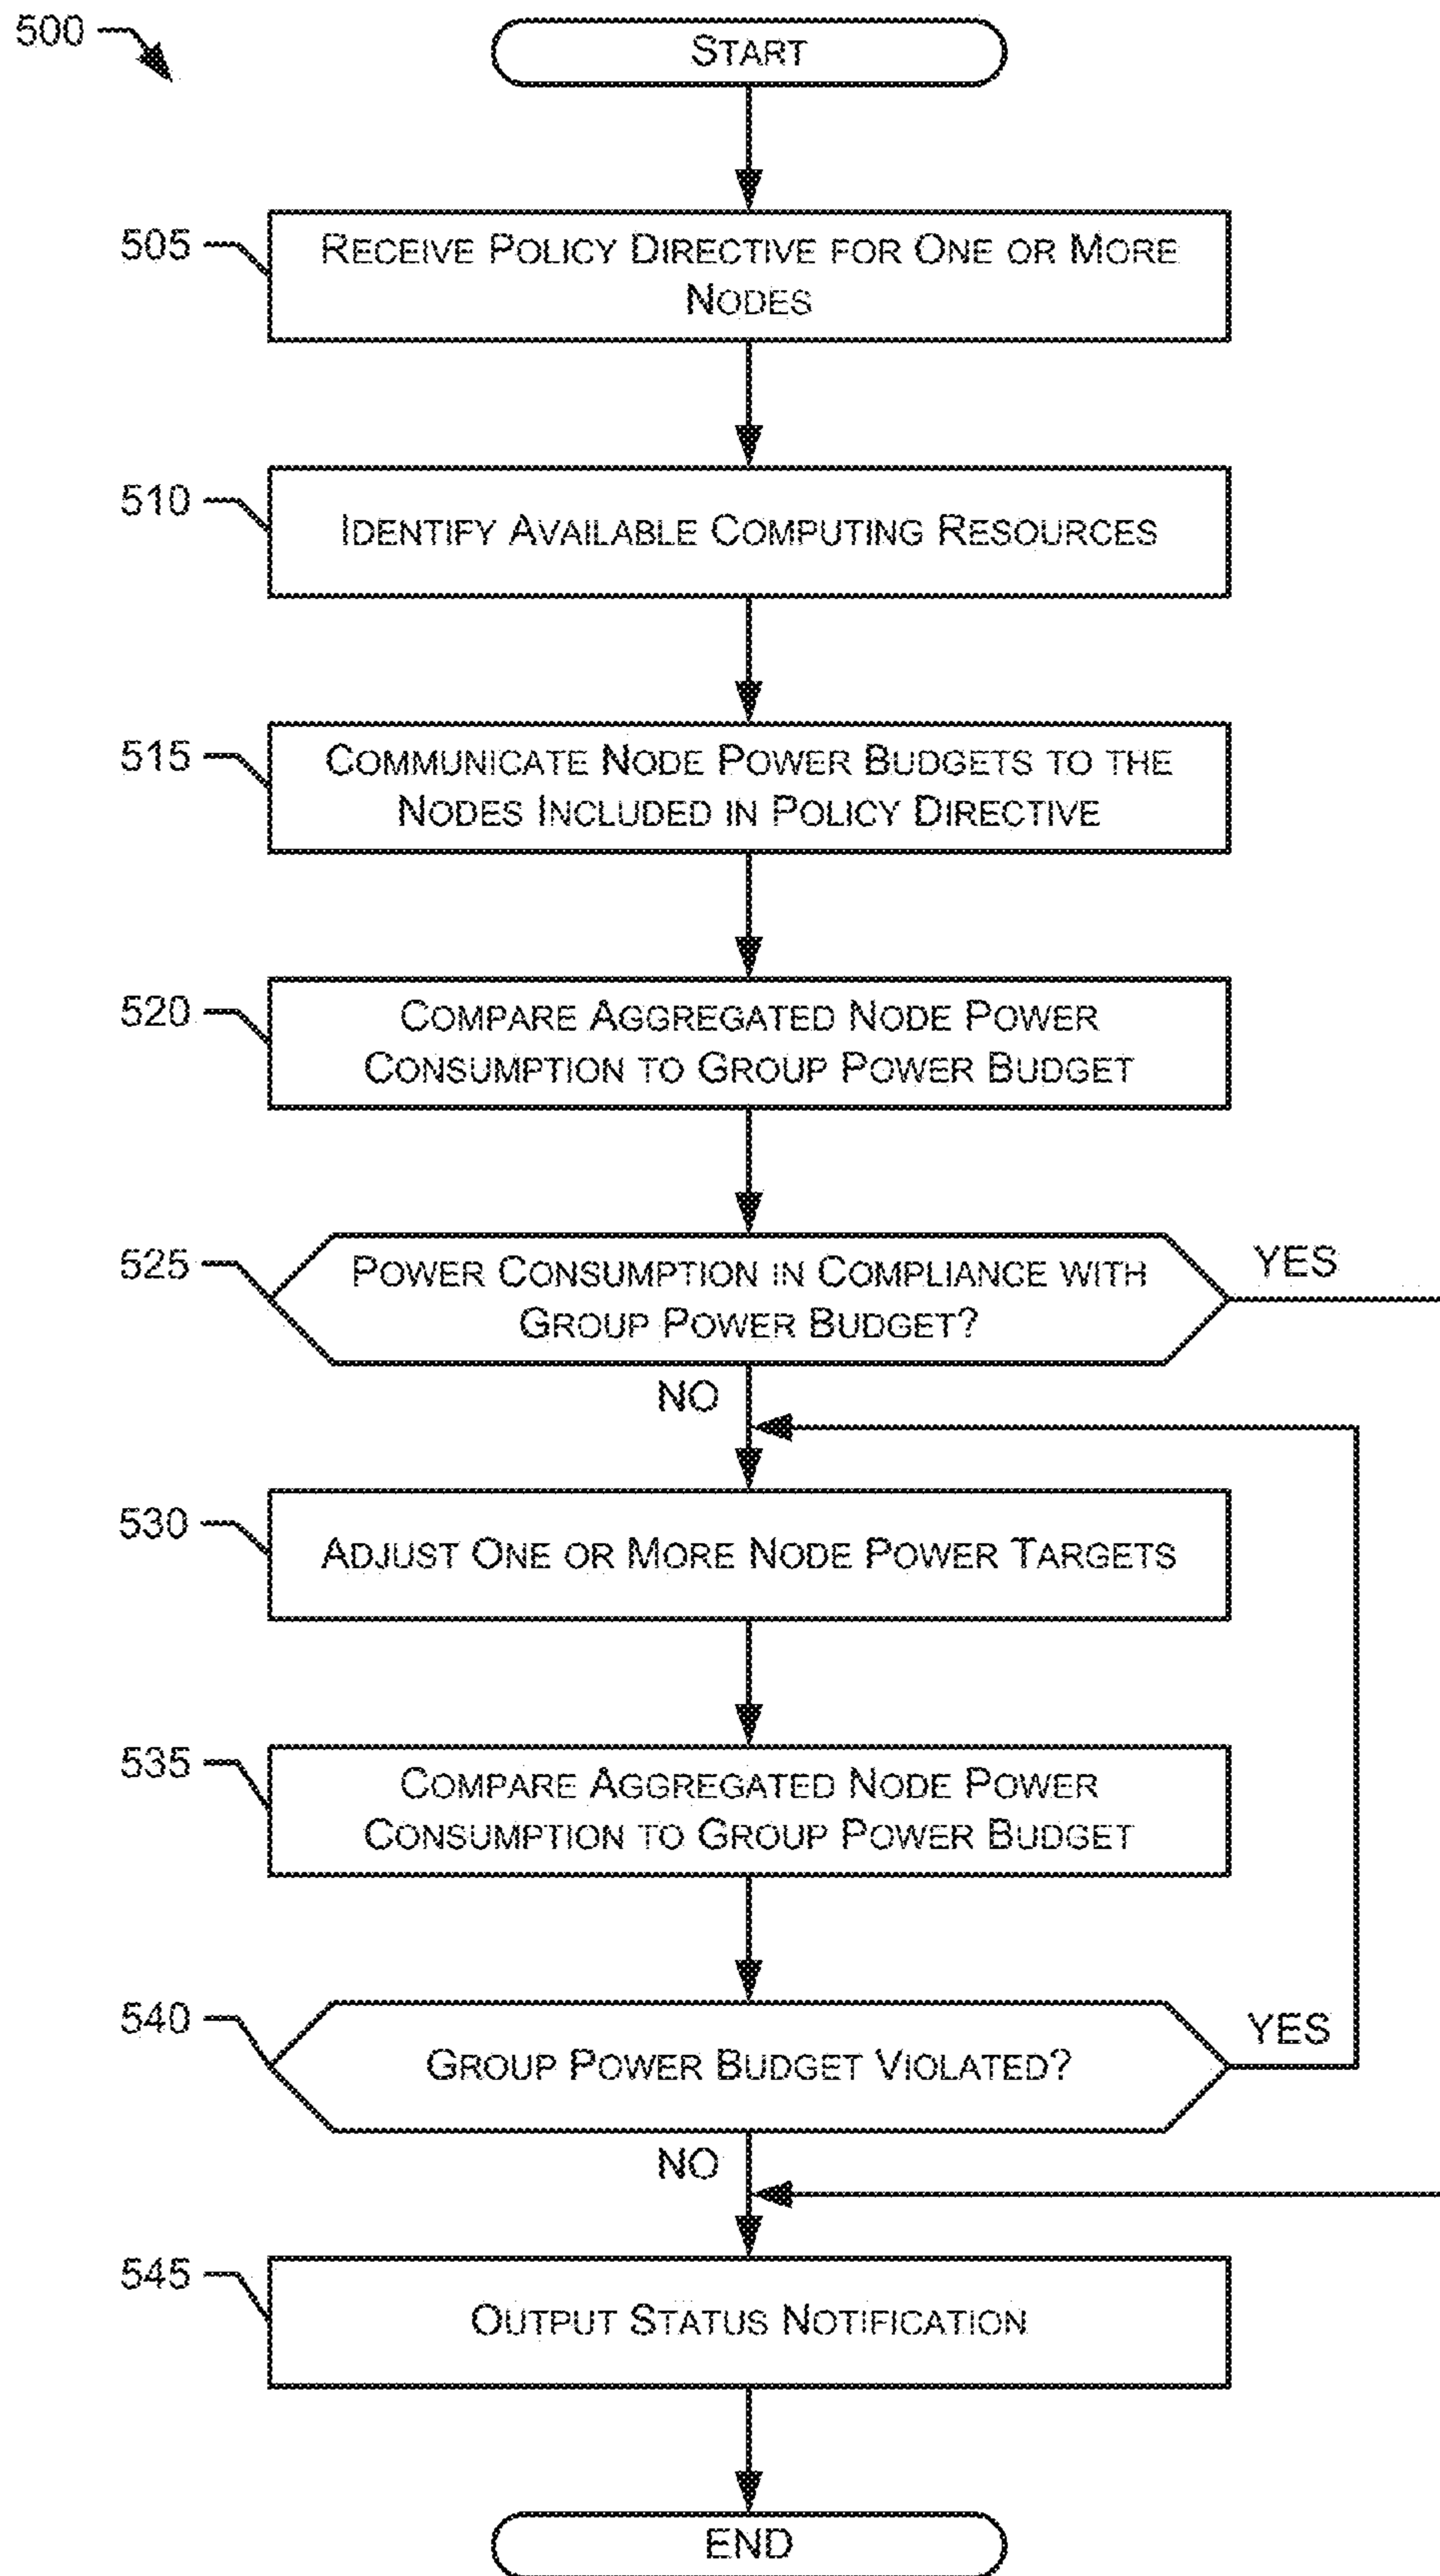 500
START
505
RECEIVE POLICY DIRECTIVE FOR ONE OR MORE
NODES
510
IDENTIFY AVAILABLE COMPUTING RESOURCES
515
COMMUNICATE NODE POWER BUDGETS TO THE
NODES INCLUDED IN POLICY DIRECTIVE
520
COMPARE AGGREGATED NODE POWER
CONSUMPTION TO GROUP POWER BUDGET
525
POWER CONSUMPTION IN COMPLIANCE WITH
GROUP POWER BUDGET?
YES
NO
530
ADJUST ONE OR MORE NODE POWER TARGETS
535
COMPARE AGGREGATED NODE POWER
CONSUMPTION TO GROUP POWER BUDGET
540
GROUP POWER BUDGET VIOLATED?
YES
NO
545
OUTPUT STATUS NOTIFICATION
END